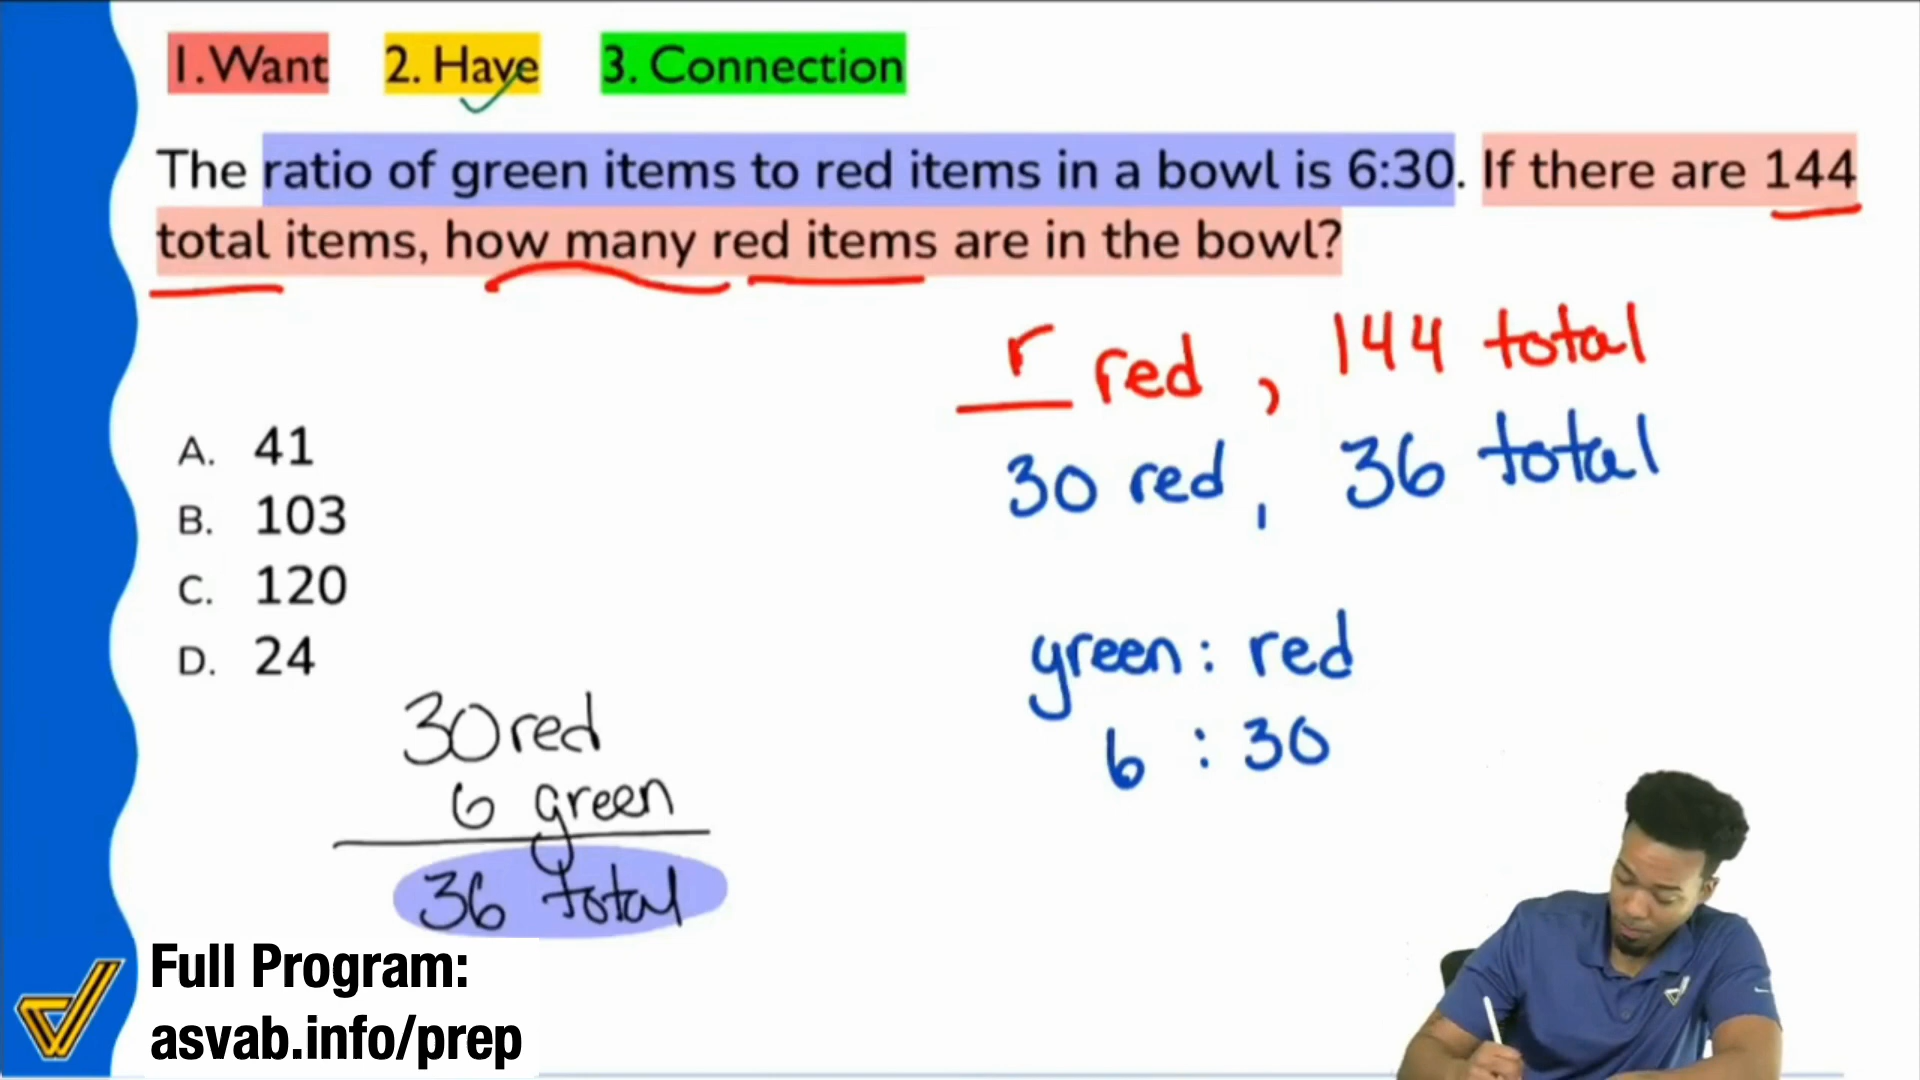 1. Want 2. Have 3. Connection
The ratio of green items to red items in a bowl is 6:30. If there are 144
total items, how many red items are in the bowl?
r red, 144 total
30 red, 36 total
A. 41
B. 103
C. 120
D. 24
green: red
6 : 30
30 red
6 green
36 total
Full Program:
asvab.info/prep